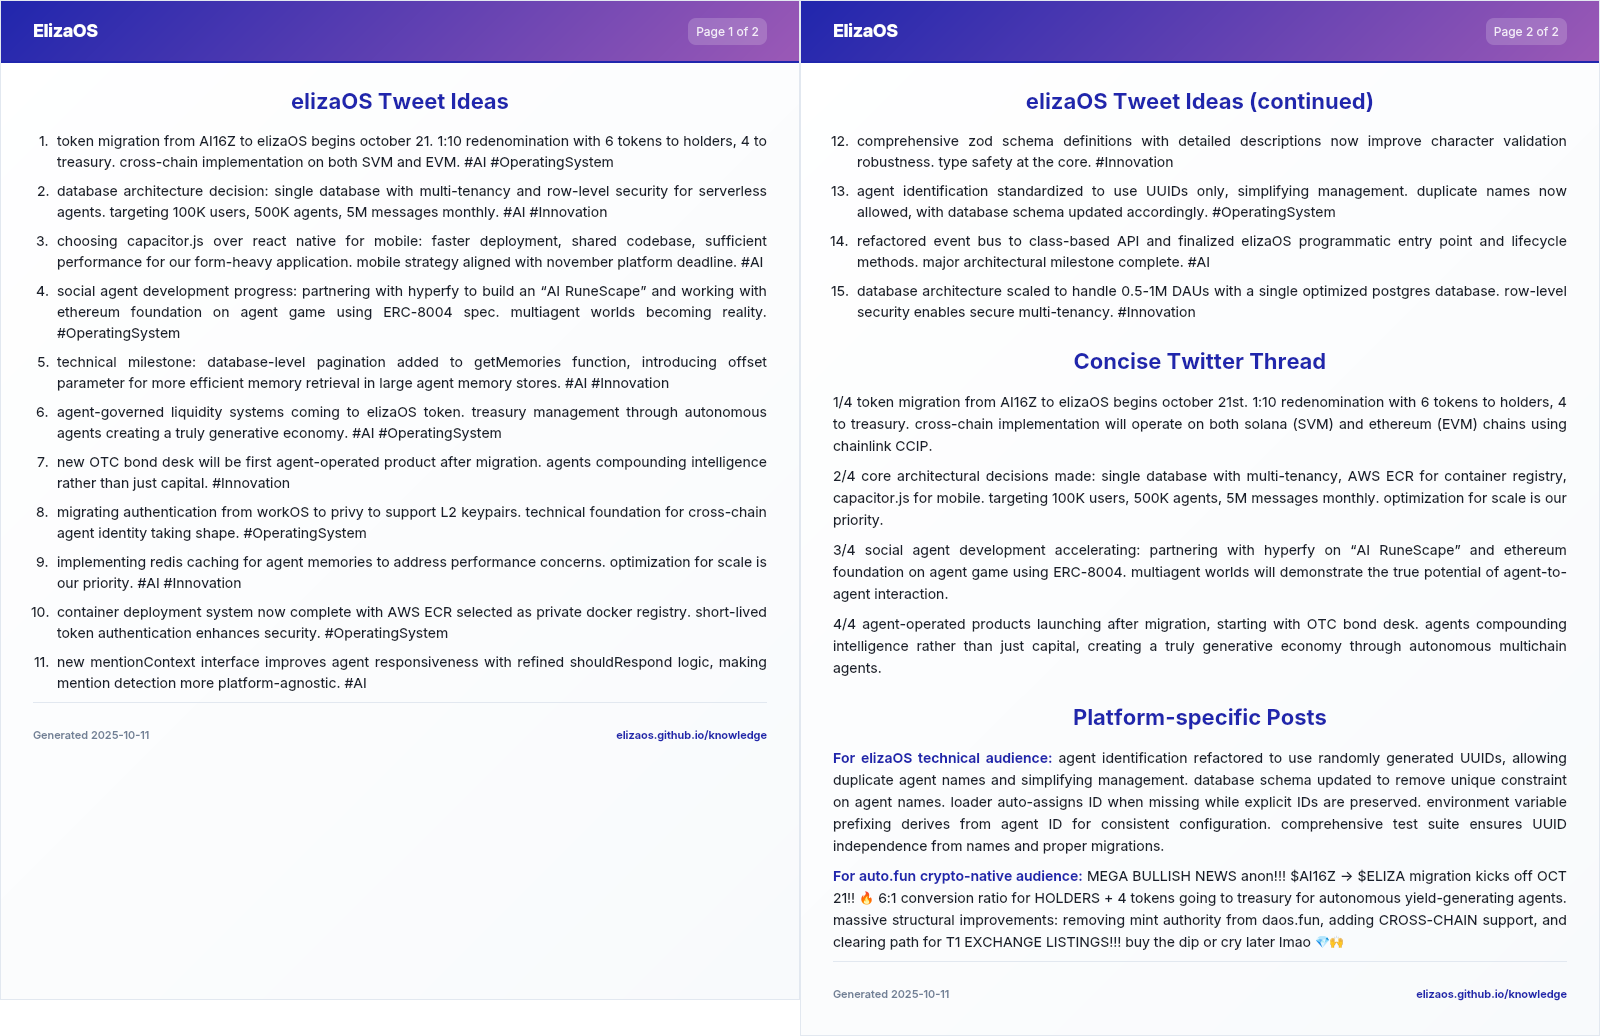 ElizaOS
Page 1 of 2
elizaOS Tweet Ideas
1. token migration from AI16Z to elizaOS begins october 21. 1:10 redenomination with 6 tokens to holders, 4 to
treasury. cross-chain implementation on both SVM and EVM. #AI #OperatingSystem
2. database architecture decision: single database with multi-tenancy and row-level security for serverless
agents. targeting 100K users, 500K agents, 5M messages monthly. #AI #Innovation
3. choosing capacitor.js over react native for mobile: faster deployment, shared codebase, sufficient
performance for our form-heavy application. mobile strategy aligned with november platform deadline. #AI
4. social agent development progress: partnering with hyperfy to build an “AI RuneScape” and working with
ethereum foundation on agent game using ERC-8004 spec. multiagent worlds becoming reality.
#OperatingSystem
5. technical milestone: database-level pagination added to getMemories function, introducing offset
parameter for more efficient memory retrieval in large agent memory stores. #AI #Innovation
6. agent-governed liquidity systems coming to elizaOS token. treasury management through autonomous
agents creating a truly generative economy. #AI #OperatingSystem
7. new OTC bond desk will be first agent-operated product after migration. agents compounding intelligence
rather than just capital. #Innovation
8. migrating authentication from workOS to privy to support L2 keypairs. technical foundation for cross-chain
agent identity taking shape. #OperatingSystem
9. implementing redis caching for agent memories to address performance concerns. optimization for scale is
our priority. #AI #Innovation
10. container deployment system now complete with AWS ECR selected as private docker registry. short-lived
token authentication enhances security. #OperatingSystem
11. new mentionContext interface improves agent responsiveness with refined shouldRespond logic, making
mention detection more platform-agnostic. #AI
Generated 2025-10-11
elizaos.github.io/knowledge
ElizaOS
Page 2 of 2
elizaOS Tweet Ideas (continued)
12. comprehensive zod schema definitions with detailed descriptions now improve character validation
robustness. type safety at the core. #Innovation
13. agent identification standardized to use UUIDs only, simplifying management. duplicate names now
allowed, with database schema updated accordingly. #OperatingSystem
14. refactored event bus to class-based API and finalized elizaOS programmatic entry point and lifecycle
methods. major architectural milestone complete. #AI
15. database architecture scaled to handle 0.5-1M DAUs with a single optimized postgres database. row-level
security enables secure multi-tenancy. #Innovation
Concise Twitter Thread
1/4 token migration from AI16Z to elizaOS begins october 21st. 1:10 redenomination with 6 tokens to holders, 4
to treasury. cross-chain implementation will operate on both solana (SVM) and ethereum (EVM) chains using
chainlink CCIP.
2/4 core architectural decisions made: single database with multi-tenancy, AWS ECR for container registry,
capacitor.js for mobile. targeting 100K users, 500K agents, 5M messages monthly. optimization for scale is our
priority.
3/4 social agent development accelerating: partnering with hyperfy on “AI RuneScape” and ethereum
foundation on agent game using ERC-8004. multiagent worlds will demonstrate the true potential of agent-to-
agent interaction.
4/4 agent-operated products launching after migration, starting with OTC bond desk. agents compounding
intelligence rather than just capital, creating a truly generative economy through autonomous multichain
agents.
Platform-specific Posts
For elizaOS technical audience: agent identification refactored to use randomly generated UUIDs, allowing
duplicate agent names and simplifying management. database schema updated to remove unique constraint
on agent names. loader auto-assigns ID when missing while explicit IDs are preserved. environment variable
prefixing derives from agent ID for consistent configuration. comprehensive test suite ensures UUID
independence from names and proper migrations.
For auto.fun crypto-native audience: MEGA BULLISH NEWS anon!!! $AI16Z → $ELIZA migration kicks off OCT
21!! 🔥 6:1 conversion ratio for HOLDERS + 4 tokens going to treasury for autonomous yield-generating agents.
massive structural improvements: removing mint authority from daos.fun, adding CROSS-CHAIN support, and
clearing path for T1 EXCHANGE LISTINGS!!! buy the dip or cry later lmao 💎🙌
Generated 2025-10-11
elizaos.github.io/knowledge